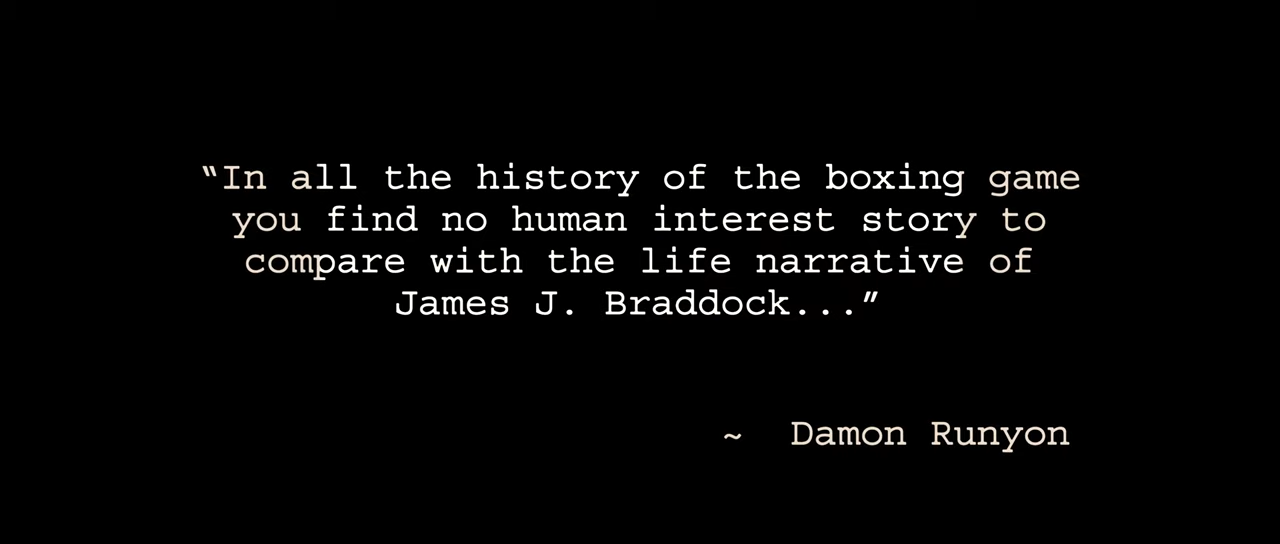 “In all the history of the boxing game
you find no human interest story to
compare with the life narrative of
James J. Braddock...”
~ Damon Runyon